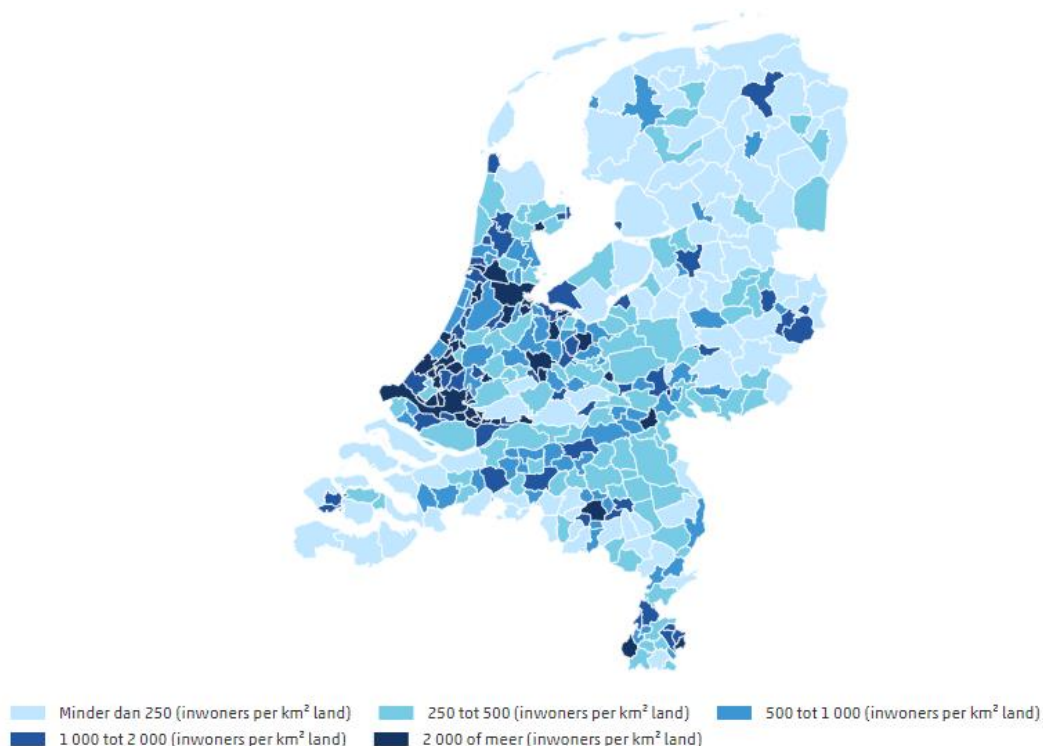 Minder dan 250 (inwoners per km² land) 250 tot 500 (inwoners per km² land) 500 tot 1 000 (inwoners per km² land)
1 000 tot 2 000 (inwoners per km² land) 2 000 of meer (inwoners per km² land)